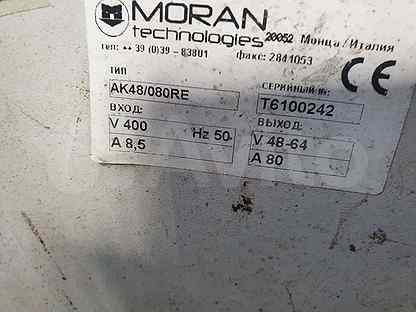 MORAN
technologies 20052 Монца/Италия
тел: ++ 39 (0)39 - 83801 факс: 2841053
CE
ТИП
СЕРИЙНЫЙ №:
AK48/080RE
T6100242
ВХОД:
ВЫХОД:
V 400 Hz 50
V 48-64
A 8,5
A 80